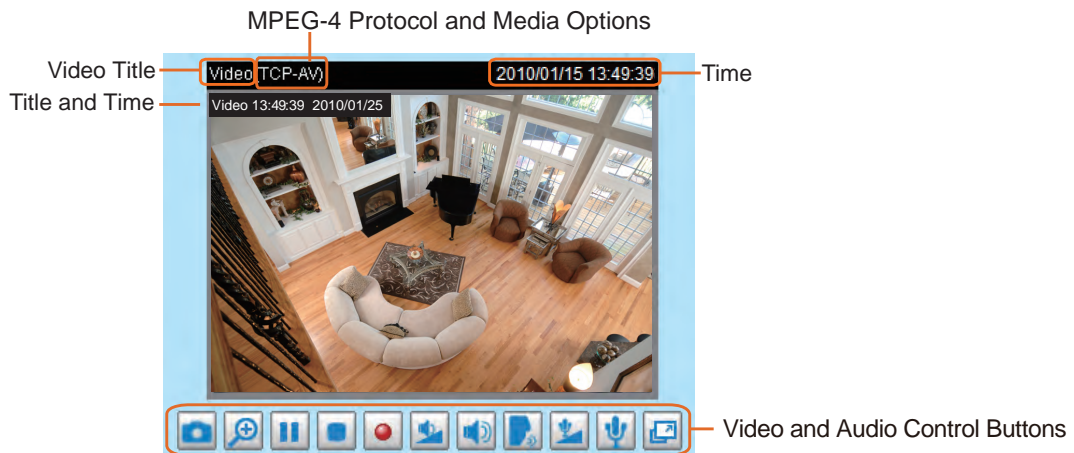 MPEG-4 Protocol and Media Options
Video Title
Video (TCP-AV)
2010/01/15 13:49:39
Time
Title and Time
Video 13:49:39 2010/01/25
Video and Audio Control Buttons